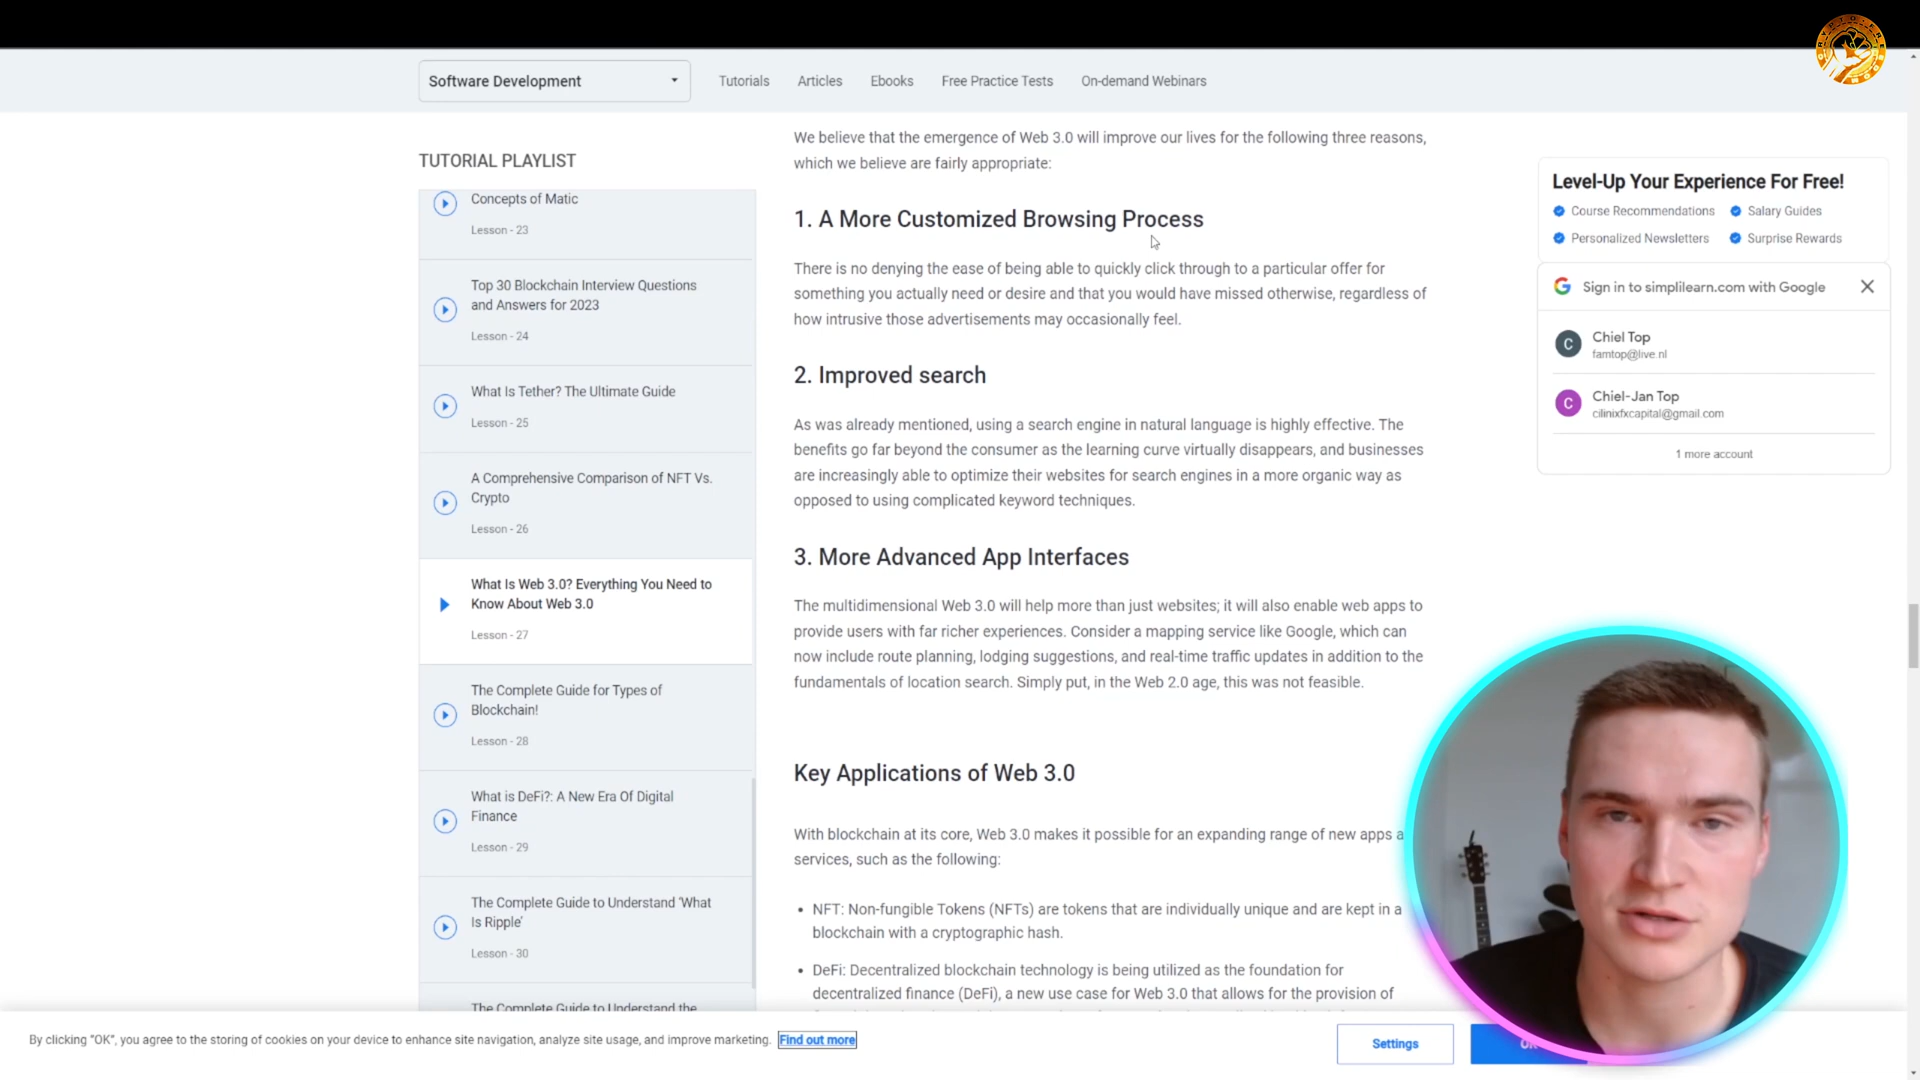 Software Development
Tutorials
Articles
Ebooks
Free Practice Tests
On-demand Webinars
TUTORIAL PLAYLIST
Concepts of Matic
Lesson - 23
Top 30 Blockchain Interview Questions
and Answers for 2023
Lesson - 24
What Is Tether? The Ultimate Guide
Lesson - 25
A Comprehensive Comparison of NFT Vs.
Crypto
Lesson - 26
What Is Web 3.0? Everything You Need to
Know About Web 3.0
Lesson - 27
The Complete Guide for Types of
Blockchain!
Lesson - 28
What is DeFi?: A New Era Of Digital
Finance
Lesson - 29
The Complete Guide to Understand 'What
Is Ripple'
Lesson - 30
The Complete Guide to Understand the
We believe that the emergence of Web 3.0 will improve our lives for the following three reasons,
which we believe are fairly appropriate:
1. A More Customized Browsing Process
There is no denying the ease of being able to quickly click through to a particular offer for
something you actually need or desire and that you would have missed otherwise, regardless of
how intrusive those advertisements may occasionally feel.
2. Improved search
As was already mentioned, using a search engine in natural language is highly effective. The
benefits go far beyond the consumer as the learning curve virtually disappears, and businesses
are increasingly able to optimize their websites for search engines in a more organic way as
opposed to using complicated keyword techniques.
3. More Advanced App Interfaces
The multidimensional Web 3.0 will help more than just websites; it will also enable web apps to
provide users with far richer experiences. Consider a mapping service like Google, which can
now include route planning, lodging suggestions, and real-time traffic updates in addition to the
fundamentals of location search. Simply put, in the Web 2.0 age, this was not feasible.
Key Applications of Web 3.0
With blockchain at its core, Web 3.0 makes it possible for an expanding range of new apps
services, such as the following:
• NFT: Non-fungible Tokens (NFTs) are tokens that are individually unique and are kept in a
blockchain with a cryptographic hash.
• DeFi: Decentralized blockchain technology is being utilized as the foundation for
decentralized finance (DeFi), a new use case for Web 3.0 that allows for the provision of
Level-Up Your Experience For Free!
Course Recommendations
Salary Guides
Personalized Newsletters
Surprise Rewards
Sign in to simplilearn.com with Google
C
Chiel Top
famtop@live.nl
C
Chiel-Jan Top
cilinixfxcapital@gmail.com
1 more account
By clicking "OK", you agree to the storing of cookies on your device to enhance site navigation, analyze site usage, and improve marketing. Find out more
Settings